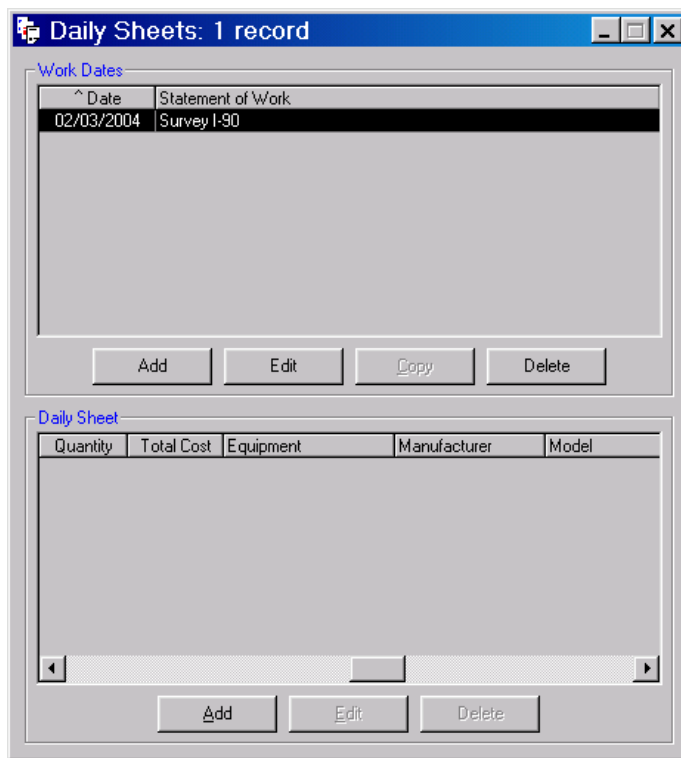 Daily Sheets: 1 record
Work Dates
^ Date Statement of Work
02/03/2004 Survey I-90
Add Edit Copy Delete
Daily Sheet
Quantity Total Cost Equipment Manufacturer Model
Add Edit Delete